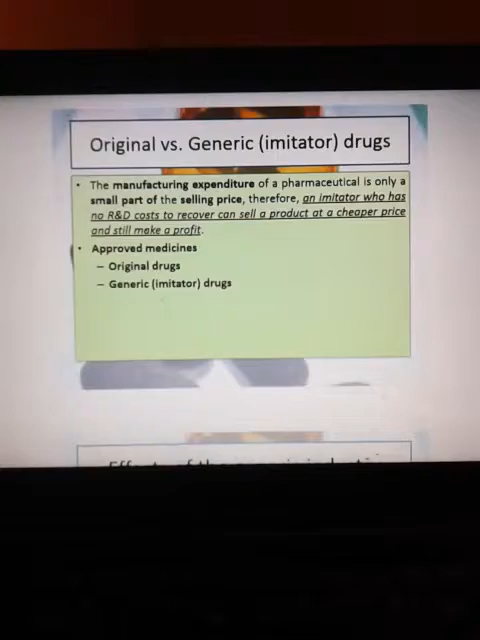 Original vs. Generic (imitator) drugs
• The manufacturing expenditure of a pharmaceutical is only a
small part of the selling price, therefore, an imitator who has
no R&D costs to recover can sell a product at a cheaper price
and still make a profit.
• Approved medicines
– Original drugs
– Generic (imitator) drugs